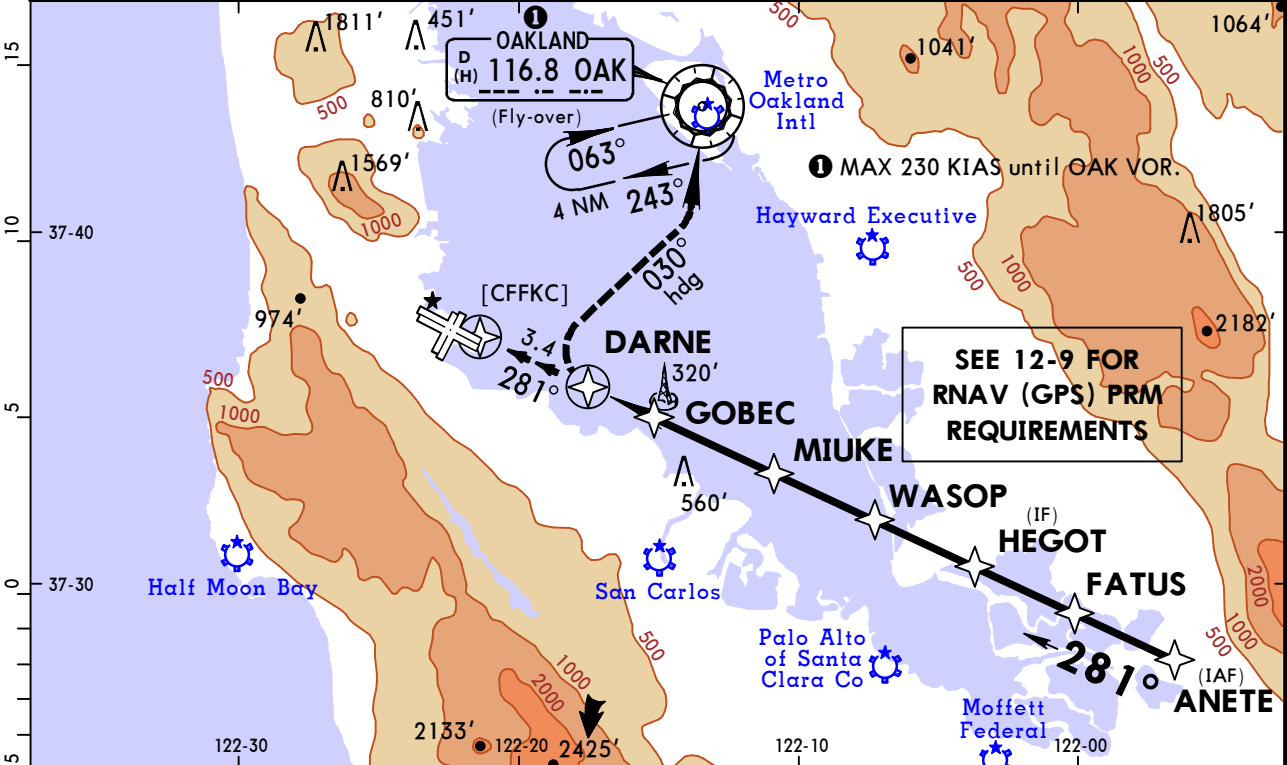 1811'
451'
❶
500
1064'
OAKLAND
D
(H) 116.8 OAK
(Fly-over)
Metro
Oakland
Intl
1041'
1000
500
15
500
810'
063°
243°
4 NM
❶ MAX 230 KIAS until OAK VOR.
1569'
1000
Hayward Executive
1805'
10
37-40
030°
hdg
500
1000
974'
[CFFKC]
3.4
281°
DARNE
320'
2182'
SEE 12-9 FOR
RNAV (GPS) PRM
REQUIREMENTS
500
1000
5
GOBEC
MIUKE
560'
WASOP
(IF)
HEGOT
0
37-30
Half Moon Bay
San Carlos
FATUS
2000
1000
500
500
Palo Alto
of Santa
Clara Co
281°
(IAF)
ANETE
1000
2000
Moffett
Federal
2133'
2425'
122-30
122-20
122-10
122-00
5